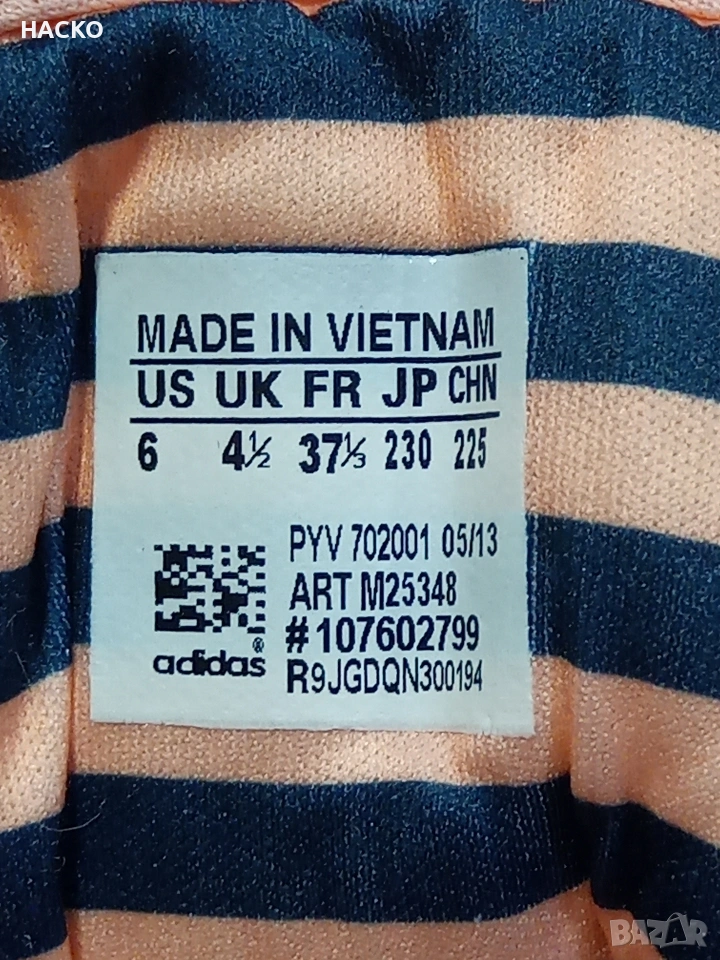 HACKO
MADE IN VIETNAM
US UK FR JP CHN
6 4½ 37⅓ 230 225
PYV 702001 05/13
ART M25348
#107602799
adidas®
R9JGDQN300194
BAZAR